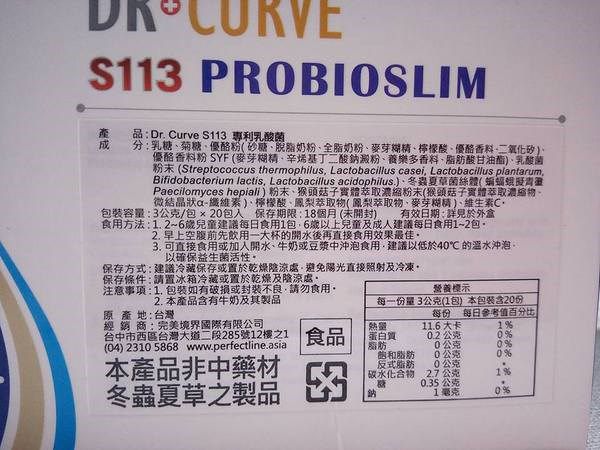 DR+CURVE
S113 PROBIOSLIM
產品:Dr. Curve S113 專利乳酸菌
成分:乳糖、菊糖、優酪粉(砂糖、脫脂奶粉、全脂奶粉、麥芽糊精、檸檬酸、優酪香料、二氧化矽)、
優酪香料粉 SYF (麥芽糊精、辛烯基丁二酸鈉澱粉、養樂多香料、脂肪酸甘油酯)、乳酸菌
粉末 (Streptococcus thermophilus, Lactobacillus casei, Lactobacillus plantarum,
Bifidobacterium lactis, Lactobacillus acidophilus)、冬蟲夏草菌絲體( 蝙蝠蛾擬青黴
Paecilomyces hepiali ) 粉末、猴頭菇子實體萃取濃縮粉末(猴頭菇子實體萃取濃縮物、
微結晶狀α-纖維素)、檸檬酸、鳳梨萃取物( 鳳梨萃取物、麥芽糊精)、維生素C。
包裝容量:3公克/包 × 20包入 保存期限:18個月(未開封) 有效日期:詳見於外盒
食用方法:1. 2~6歲兒童建議每日食用1包，6歲以上兒童及成人建議每日食用1~2包。
2. 早上空腹前先飲用一大杯的開水後再直接食用效果最佳。
3. 可直接食用或加入開水、牛奶或豆漿中沖泡食用，建議以低於40℃ 的溫水沖泡，
以確保益生菌活性。
保存方式:建議冷藏保存或置於乾燥陰涼處，避免陽光直接照射及冷凍。
保存條件:請置冰箱冷藏或置於乾燥及陰涼處。
注意事項:1. 包裝如有破損或封裝不良，請勿食用。
2. 本產品含有牛奶及其製品
原產地:台灣
經銷商:完美境界國際有限公司
台中市西區台灣大道二段285號12樓之1
(04) 2310 5868 www.perfectline.asia
食品
本產品非中藥材
冬蟲夏草之製品
營養標示
每一份量 3公克(1包) 本包裝含20份
每份 每日參考值百分比
熱量 11.6 大卡 1%
蛋白質 0.2 公克 0%
脂肪 0 公克 0%
飽和脂肪 0 公克 0%
反式脂肪 0 公克 *
碳水化合物 2.7 公克 1%
糖 0.35 公克 *
鈉 1 毫克 0%